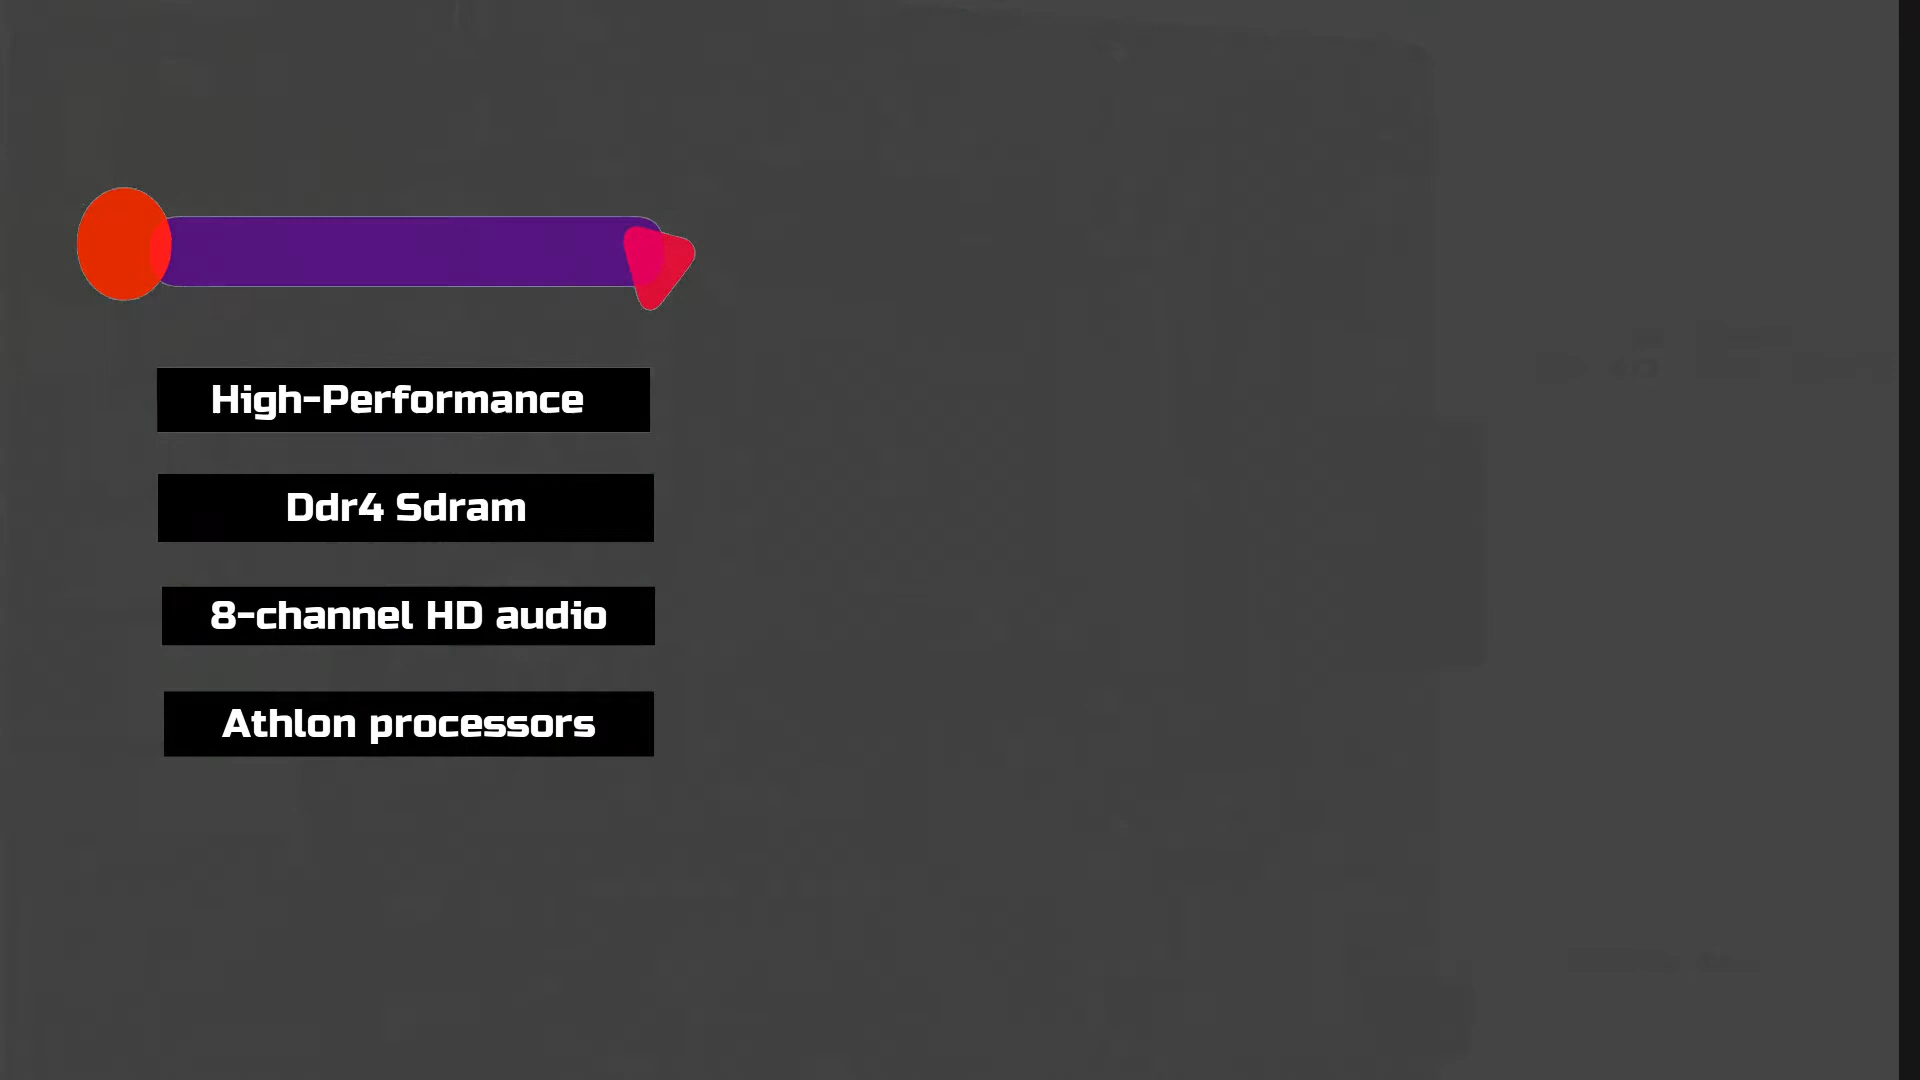 High-Performance
Ddr4 Sdram
8-channel HD audio
Athlon processors